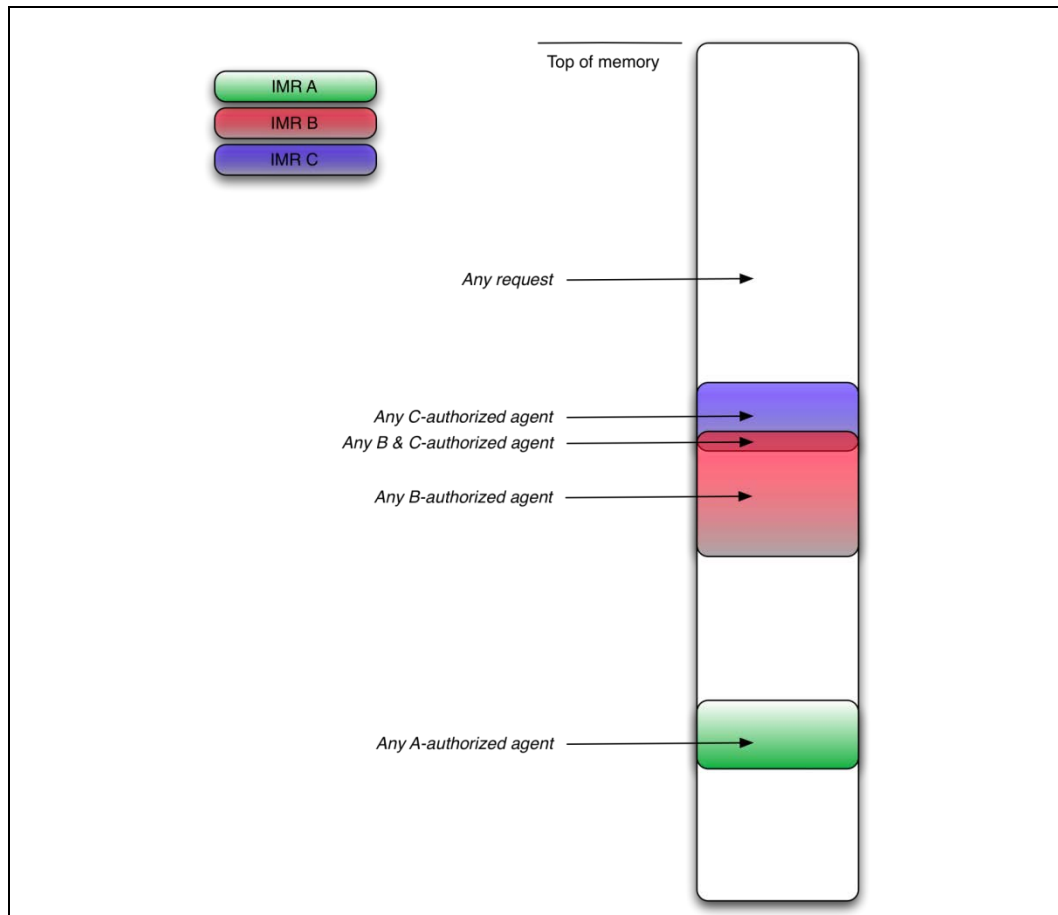 Top of memory
IMR A
IMR B
IMR C
Any request
Any C-authorized agent
Any B & C-authorized agent
Any B-authorized agent
Any A-authorized agent